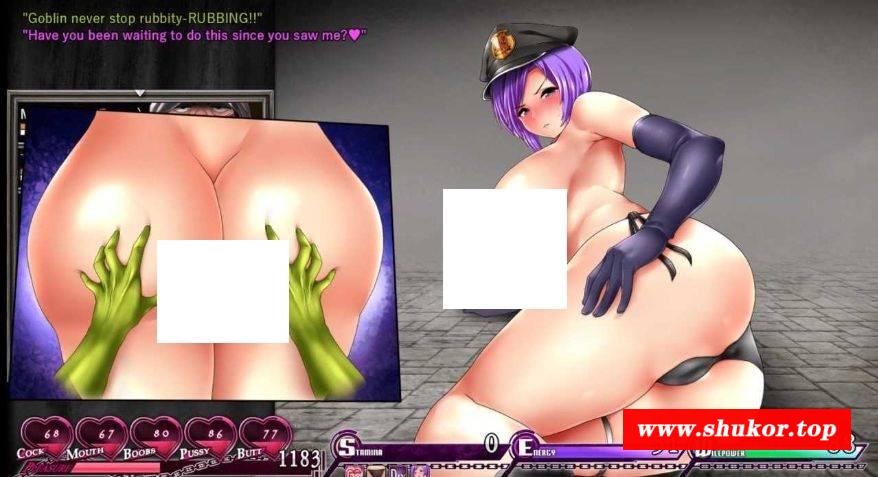 "Goblin never stop rubbity-RUBBING!!"
"Have you been waiting to do this since you saw me?♥"
68 67 80 86 77
COCK MOUTH BOOBS PUSSY BUTT
PLEASURE
1183
STAMINA 0
ENERGY
WILLPOWER
www.shukor.top